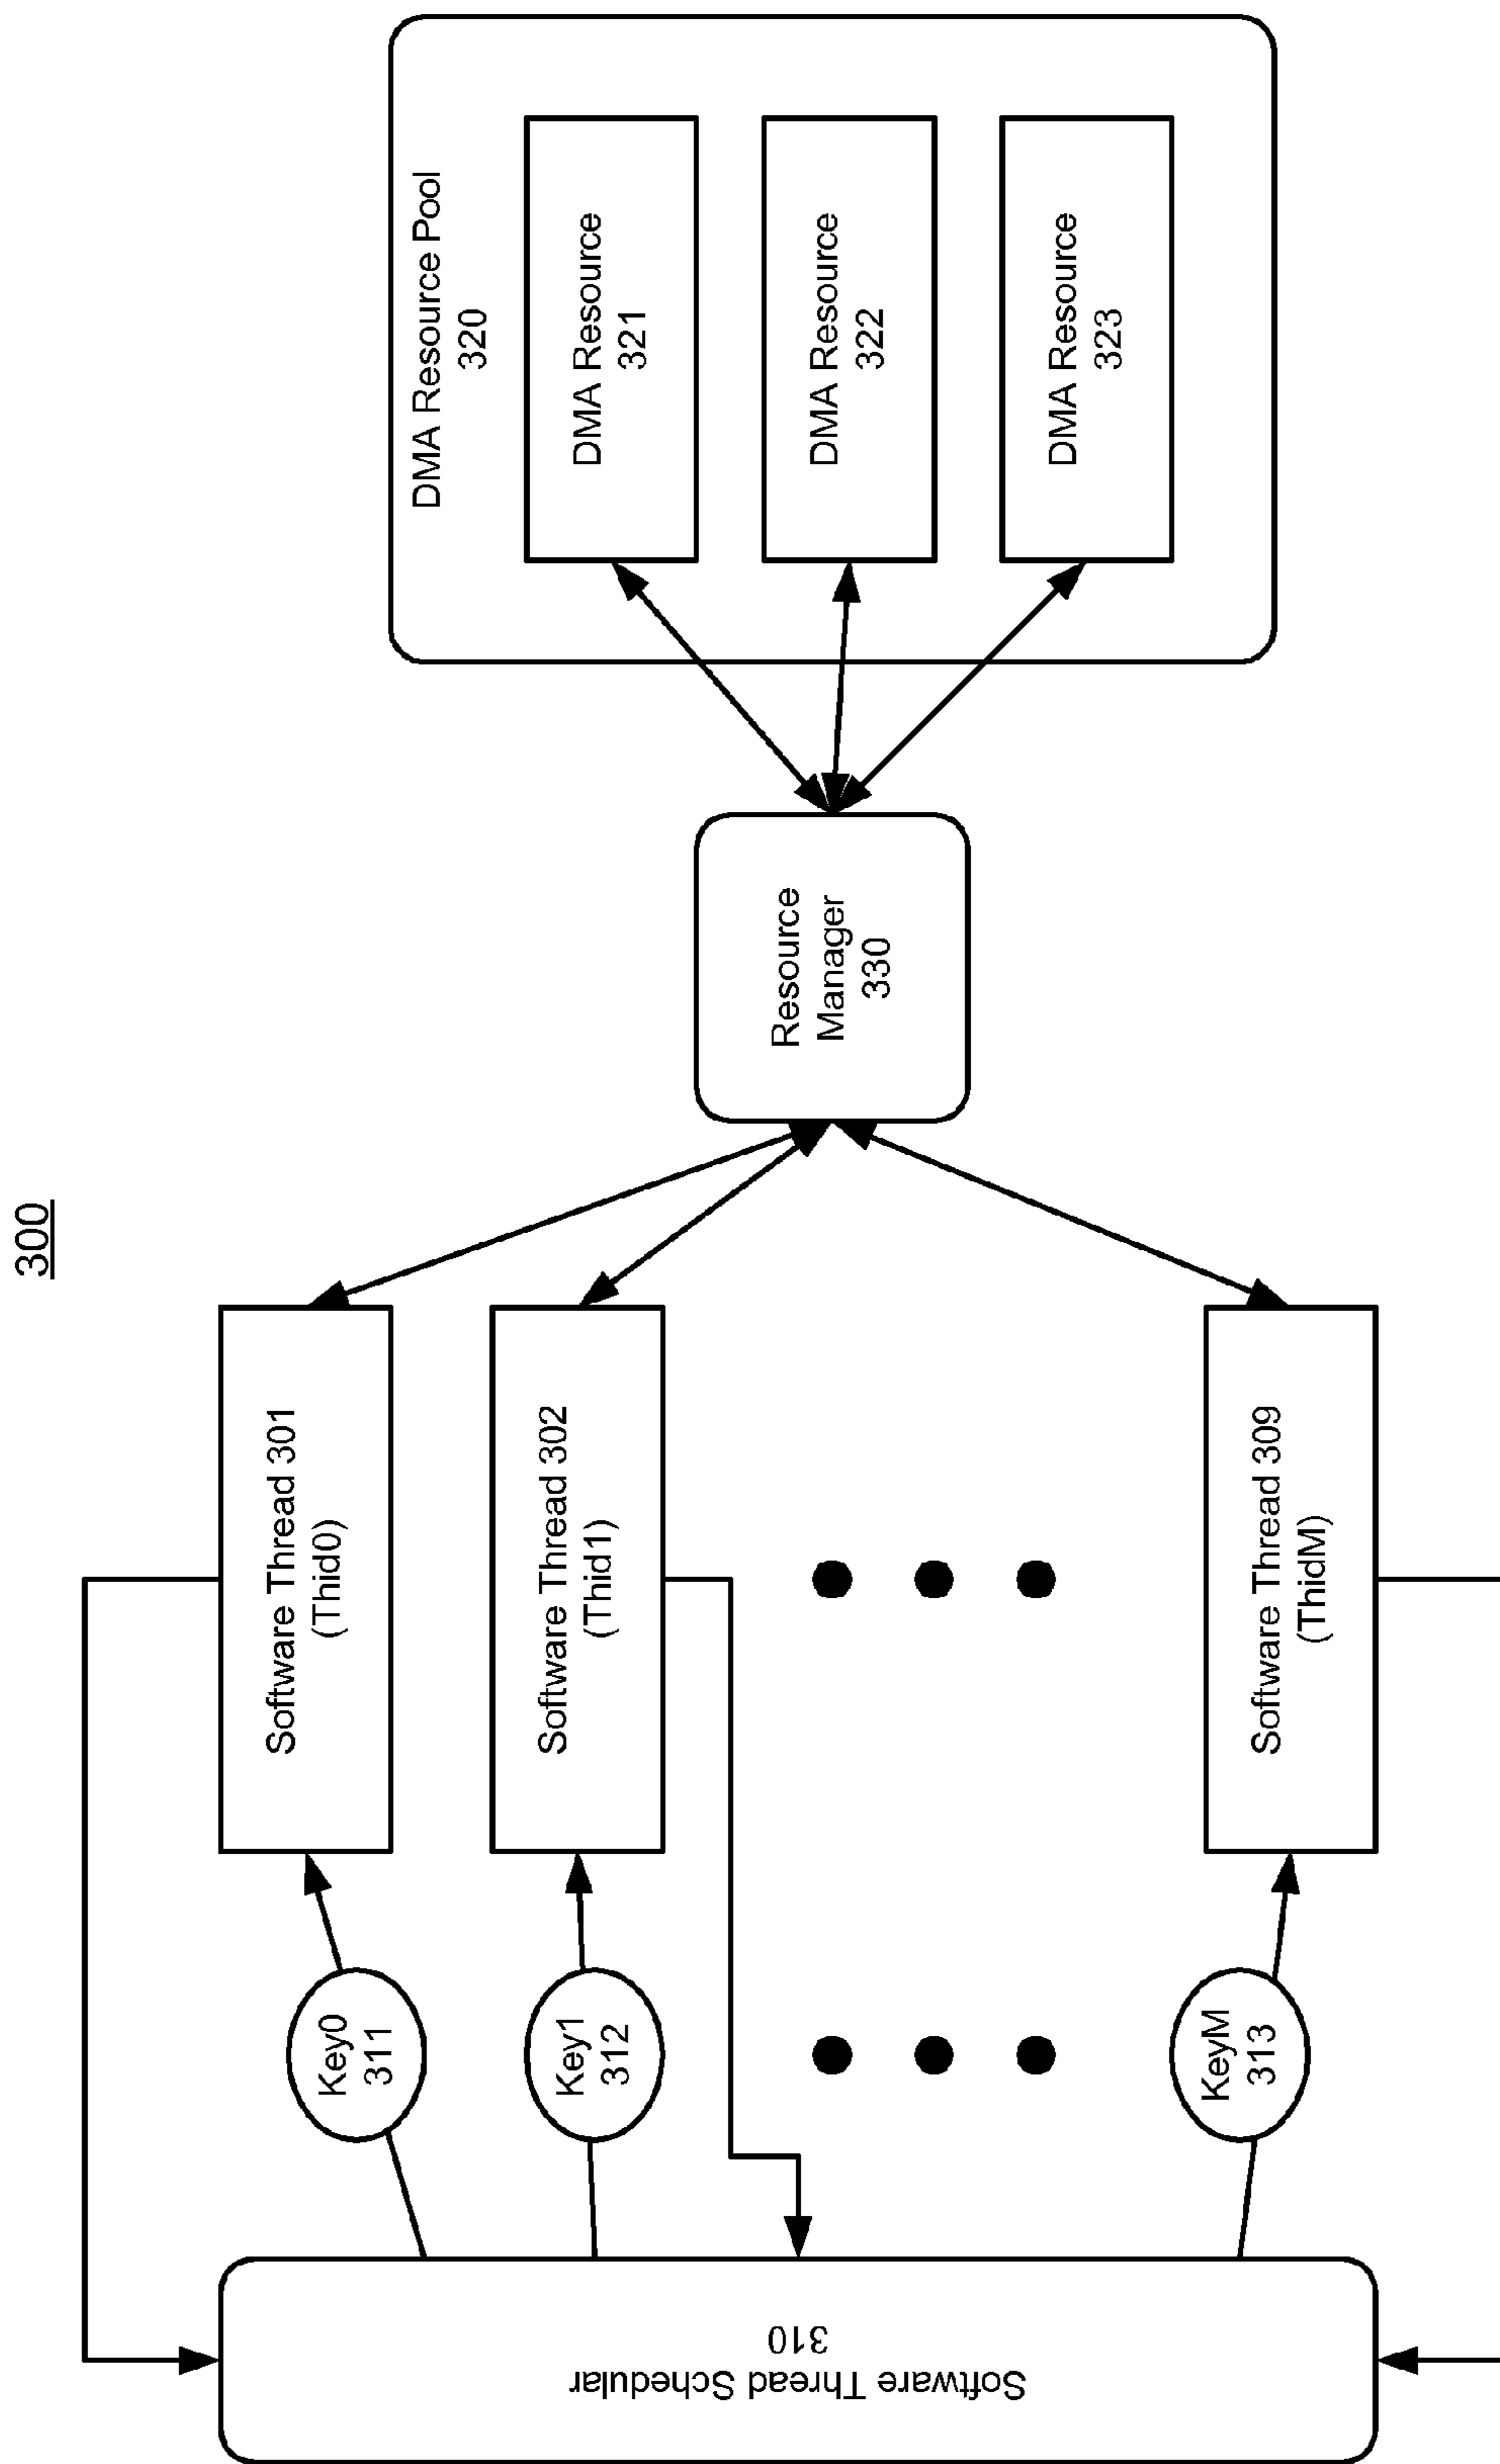 300
Software Thread Schedular
310
Key0
311
Key1
312
KeyM
313
Software Thread 301
(Thid0)
Software Thread 302
(Thid1)
Software Thread 309
(ThidM)
Resource
Manager
330
DMA Resource Pool
320
DMA Resource
321
DMA Resource
322
DMA Resource
323